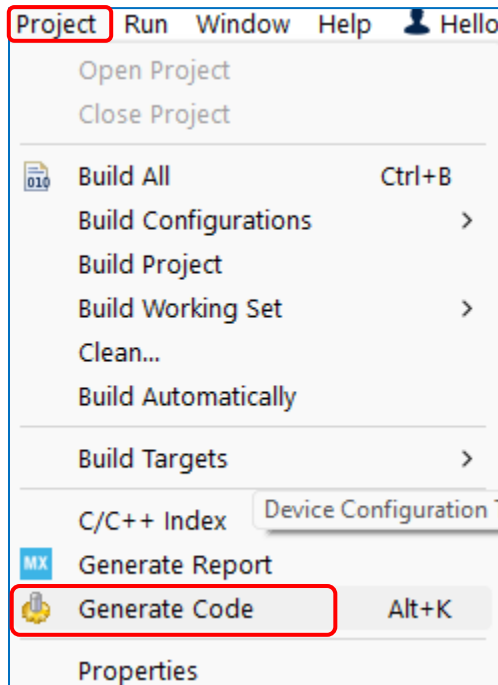 Project Run Window Help Hello
Open Project
Close Project
010 Build All Ctrl+B
Build Configurations >
Build Project
Build Working Set >
Clean...
Build Automatically
Build Targets >
C/C++ Index Device Configuration
MX Generate Report
Generate Code Alt+K
Properties